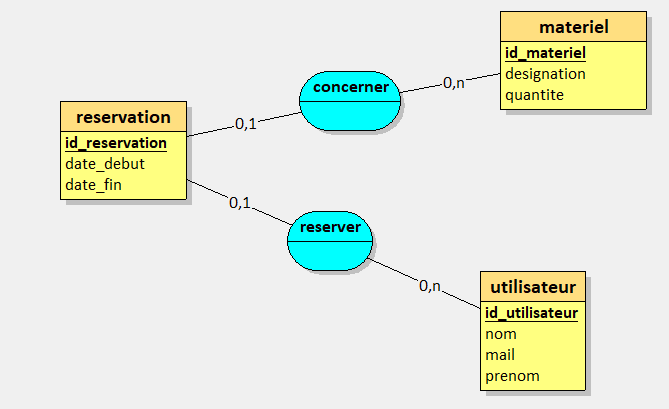 materiel
id_materiel
designation
quantite
concerner
0,n
0,1
reservation
id_reservation
date_debut
date_fin
0,1
reserver
0,n
utilisateur
id_utilisateur
nom
mail
prenom